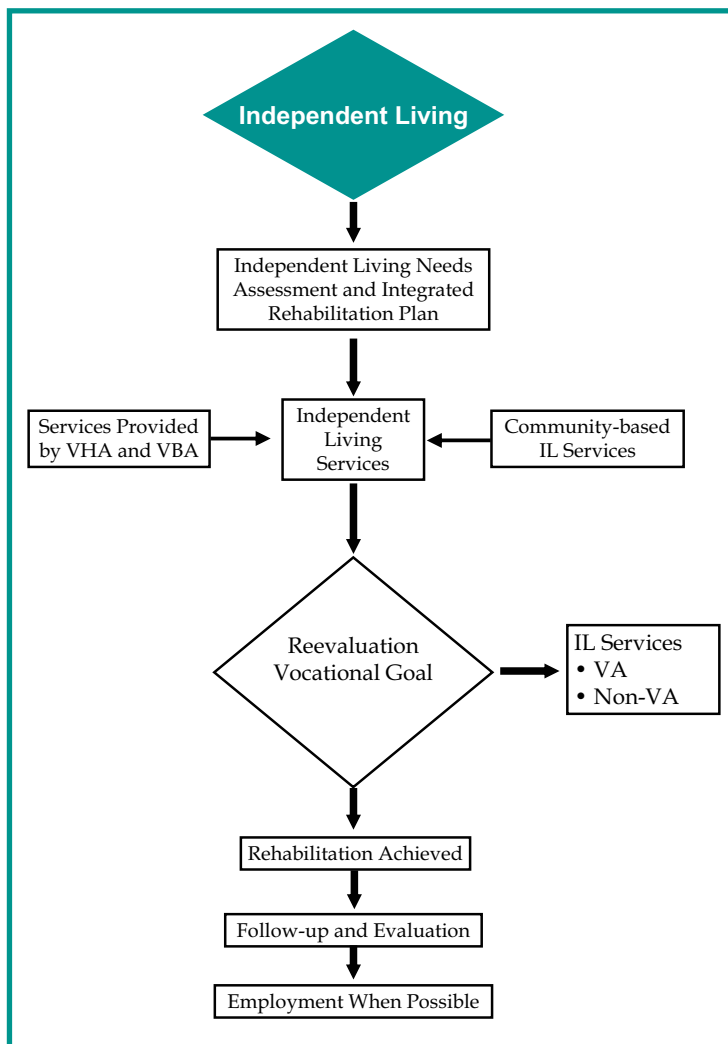 Independent Living
Independent Living Needs
Assessment and Integrated
Rehabilitation Plan
Services Provided
by VHA and VBA
Independent
Living
Services
Community-based
IL Services
Reevaluation
Vocational Goal
IL Services
• VA
• Non-VA
Rehabilitation Achieved
Follow-up and Evaluation
Employment When Possible